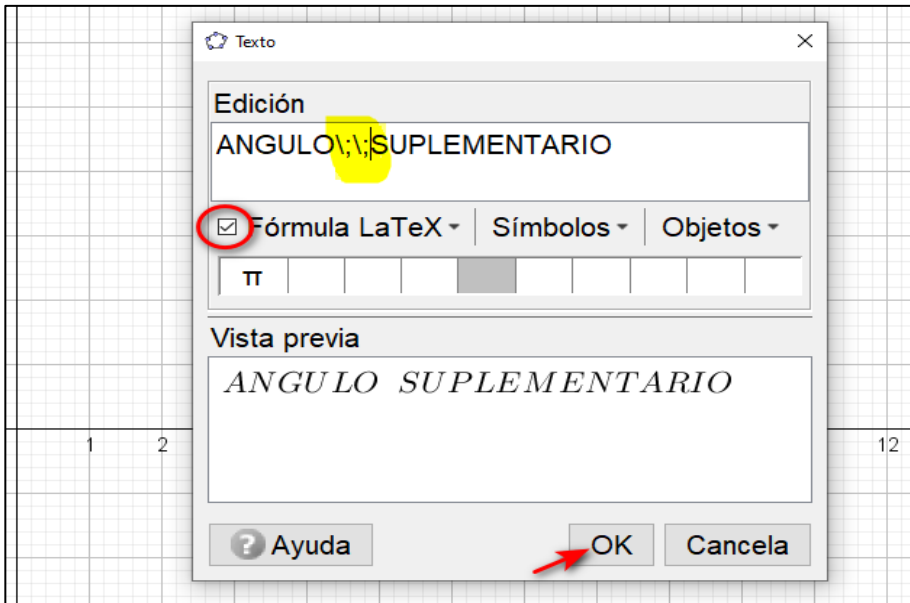 Texto
Edición
ANGULO\;\;SUPLEMENTARIO
Fórmula LaTeX Símbolos Objetos
π
Vista previa
ANGULO SUPLEMENTARIO
1 2 12
? Ayuda OK Cancela